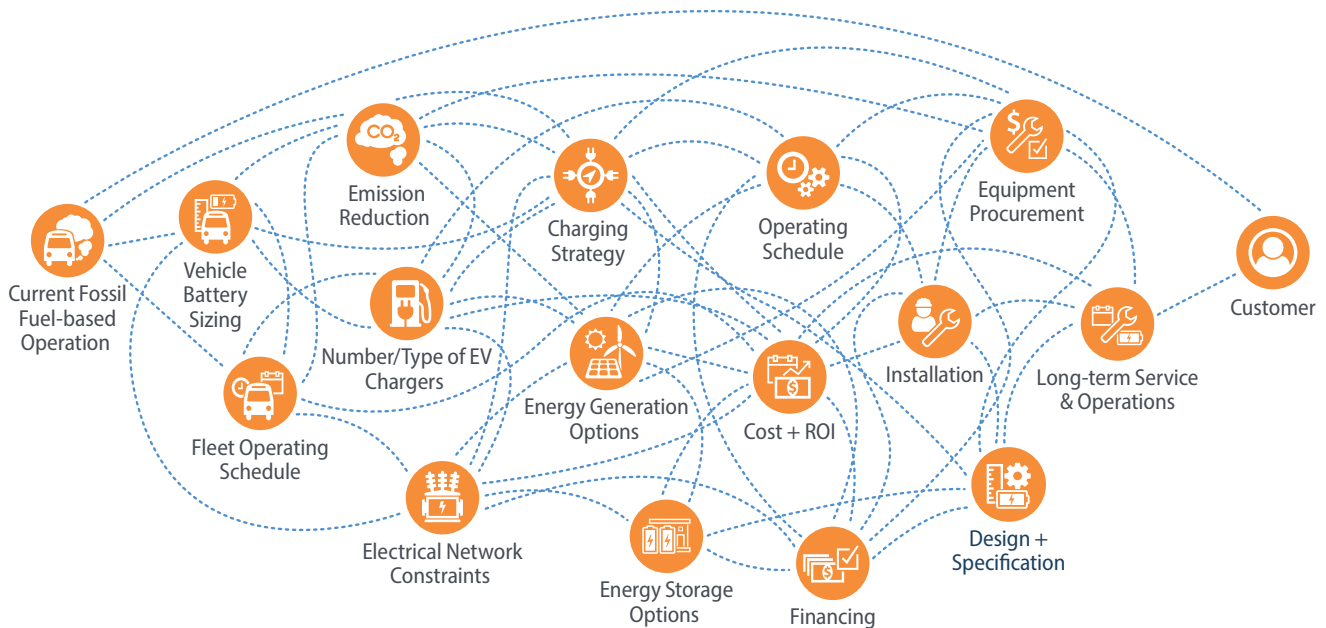 CO2
Emission
Reduction
Charging
Strategy
Operating
Schedule
$
Equipment
Procurement
Current Fossil
Fuel-based
Operation
Vehicle
Battery
Sizing
Customer
Number/Type of EV
Chargers
Energy Generation
Options
$
Cost + ROI
Installation
Long-term Service
& Operations
Fleet Operating
Schedule
Electrical Network
Constraints
Energy Storage
Options
$
Financing
Design +
Specification